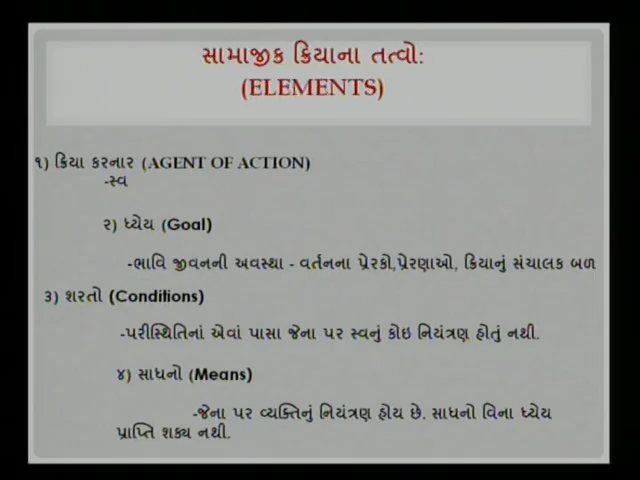 સામાજીક ક્રિયાના તત્વો:
(ELEMENTS)
૧) ક્રિયા કરનાર (AGENT OF ACTION)
-સ્વ
૨) ધ્યેય (Goal)
-ભાવિ જીવનની અવસ્થા - વર્તનના પ્રેરકો,પ્રેરણાઓ, ક્રિયાનું સંચાલક બળ
૩) શરતો (Conditions)
-પરીસ્થિતિનાં એવાં પાસા જેના પર સ્વનું કોઇ નિયંત્રણ હોતું નથી.
૪) સાધનો (Means)
-જેના પર વ્યક્તિનું નિયંત્રણ હોય છે. સાધનો વિના ધ્યેય
પ્રાપ્તિ શક્ય નથી.